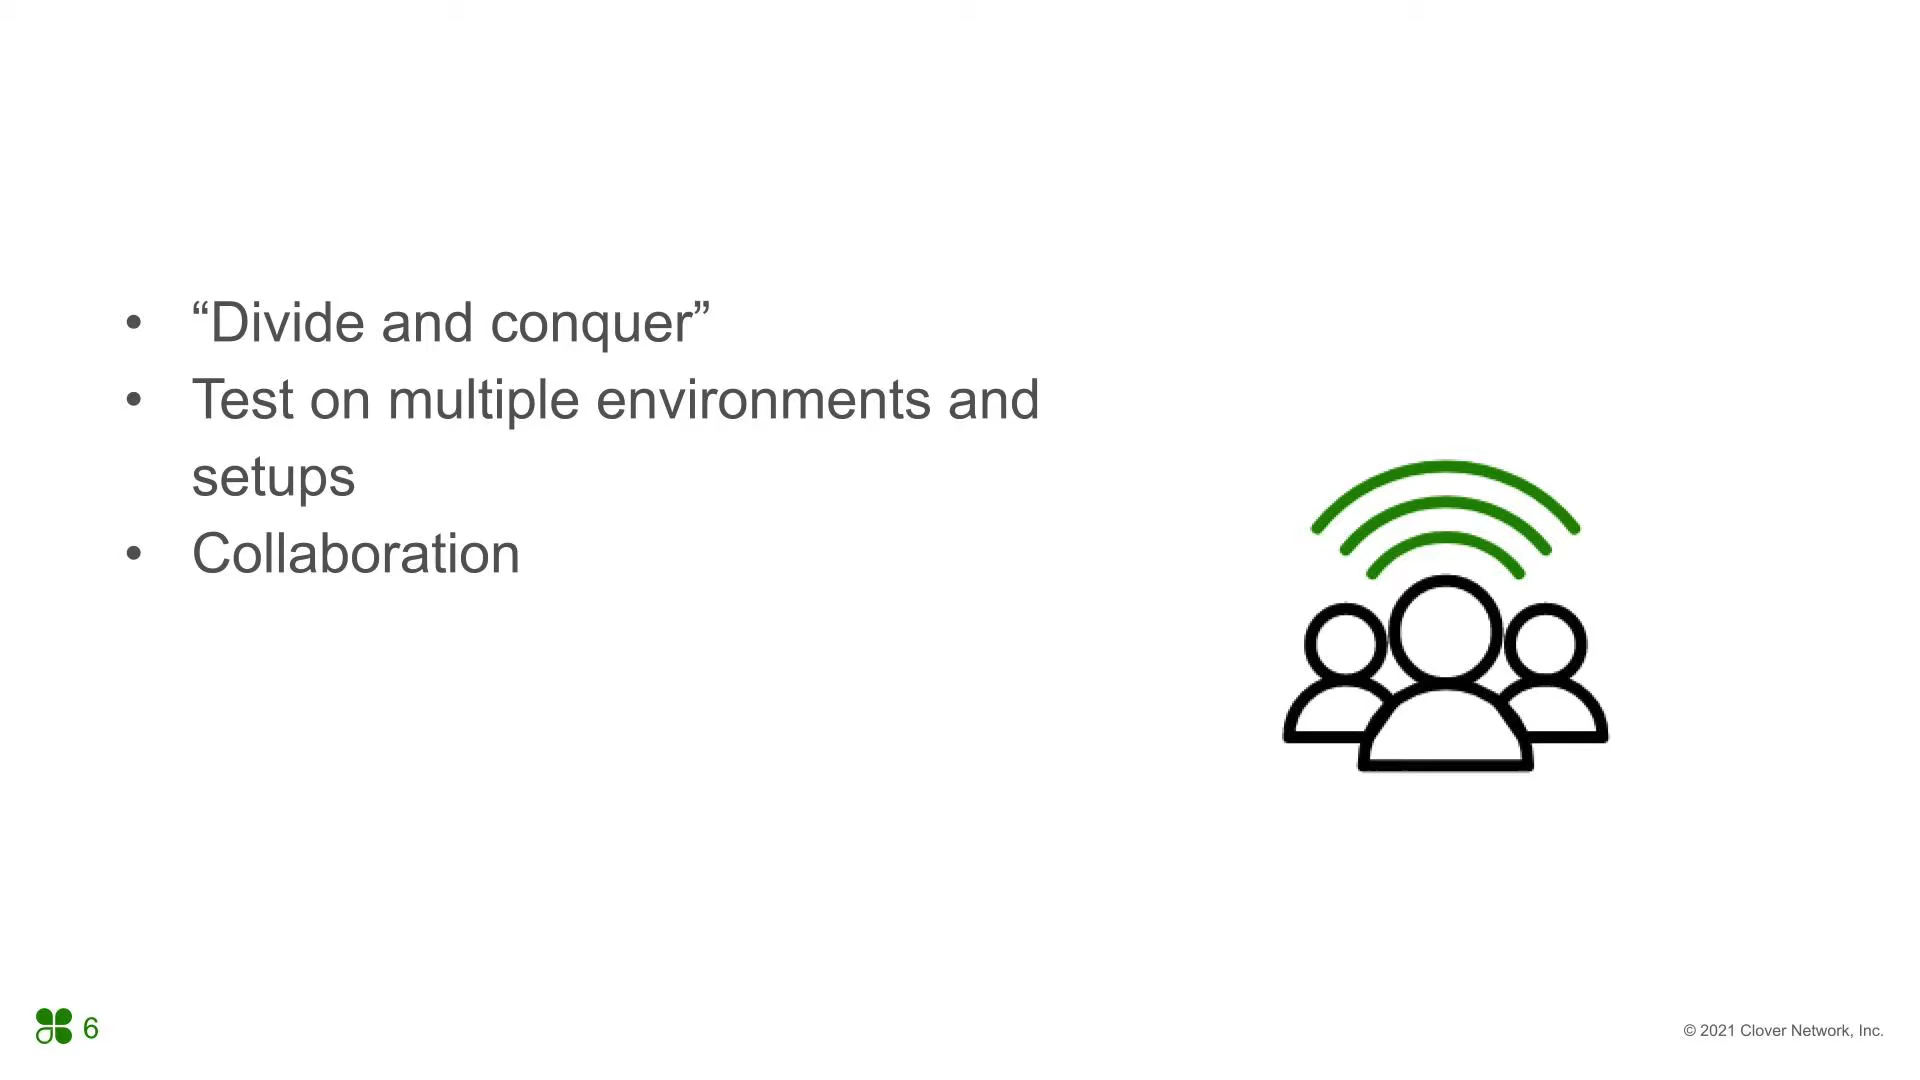 • “Divide and conquer”
• Test on multiple environments and
setups
• Collaboration
6
© 2021 Clover Network, Inc.